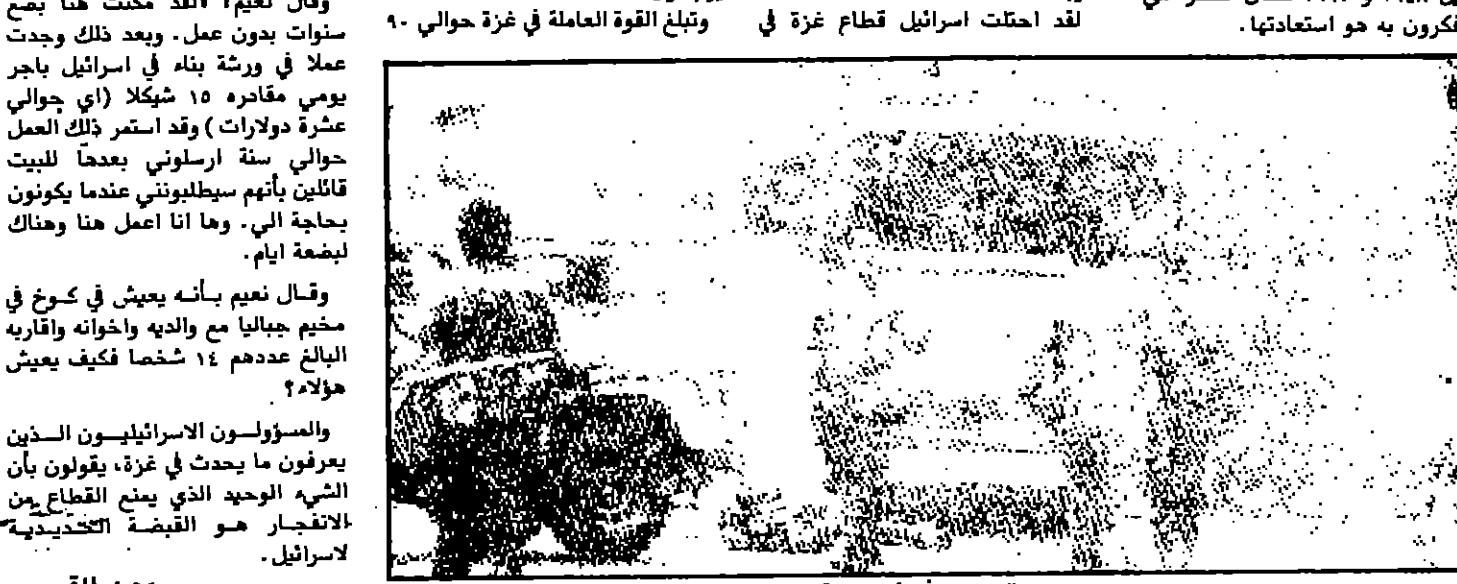 فكرون به هو استعادتها.
لقد احتلت اسرائيل قطاع غزة في
وتبلغ القوة العاملة في غزة حوالي ٩٠
وقال نعيم، لقد مكثت هنا بضع
سنوات بدون عمل. وبعد ذلك وجدت
عملا في ورشة بناء في اسرائيل باجر
يومي مقادره ١٥ شيكلا (اي حوالي
عشرة دولارات) وقد استمر ذلك العمل
حوالي سنة ارسلوني بعدها للبيت
قائلين بأنهم سيطلبونني عندما يكونون
بحاجة الي. وها انا اعمل هنا وهناك
لبضعة ايام.
وقال نعيم بأنه يعيش في كوخ في
مخيم جباليا مع والديه واخوانه واقاربه
البالغ عددهم ١٤ شخصا فكيف يعيش
هؤلاء؟
والمسؤولون الاسرائيليون الذين
يعرفون ما يحدث في غزة، يقولون بأن
الشيء الوحيد الذي يمنع القطاع من
الانفجار هو القبضة الحديدية
لاسرائيل.